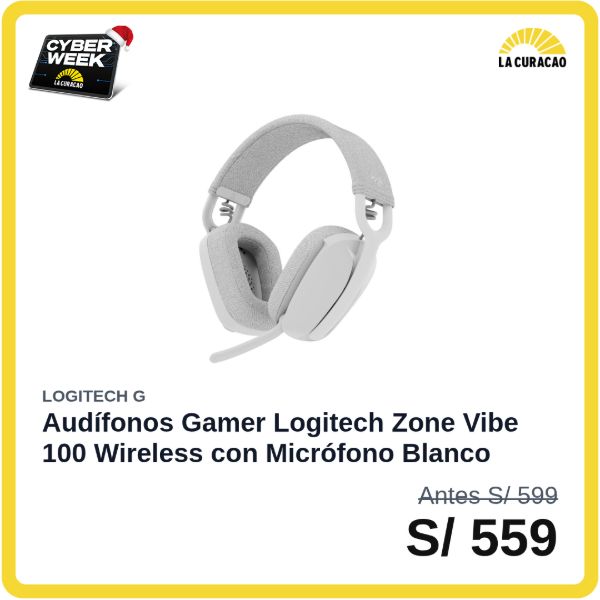 CYBER
WEEK
LA CURACAO
LA CURACAO
LOGITECH G
Audífonos Gamer Logitech Zone Vibe
100 Wireless con Micrófono Blanco
Antes S/ 599
S/ 559